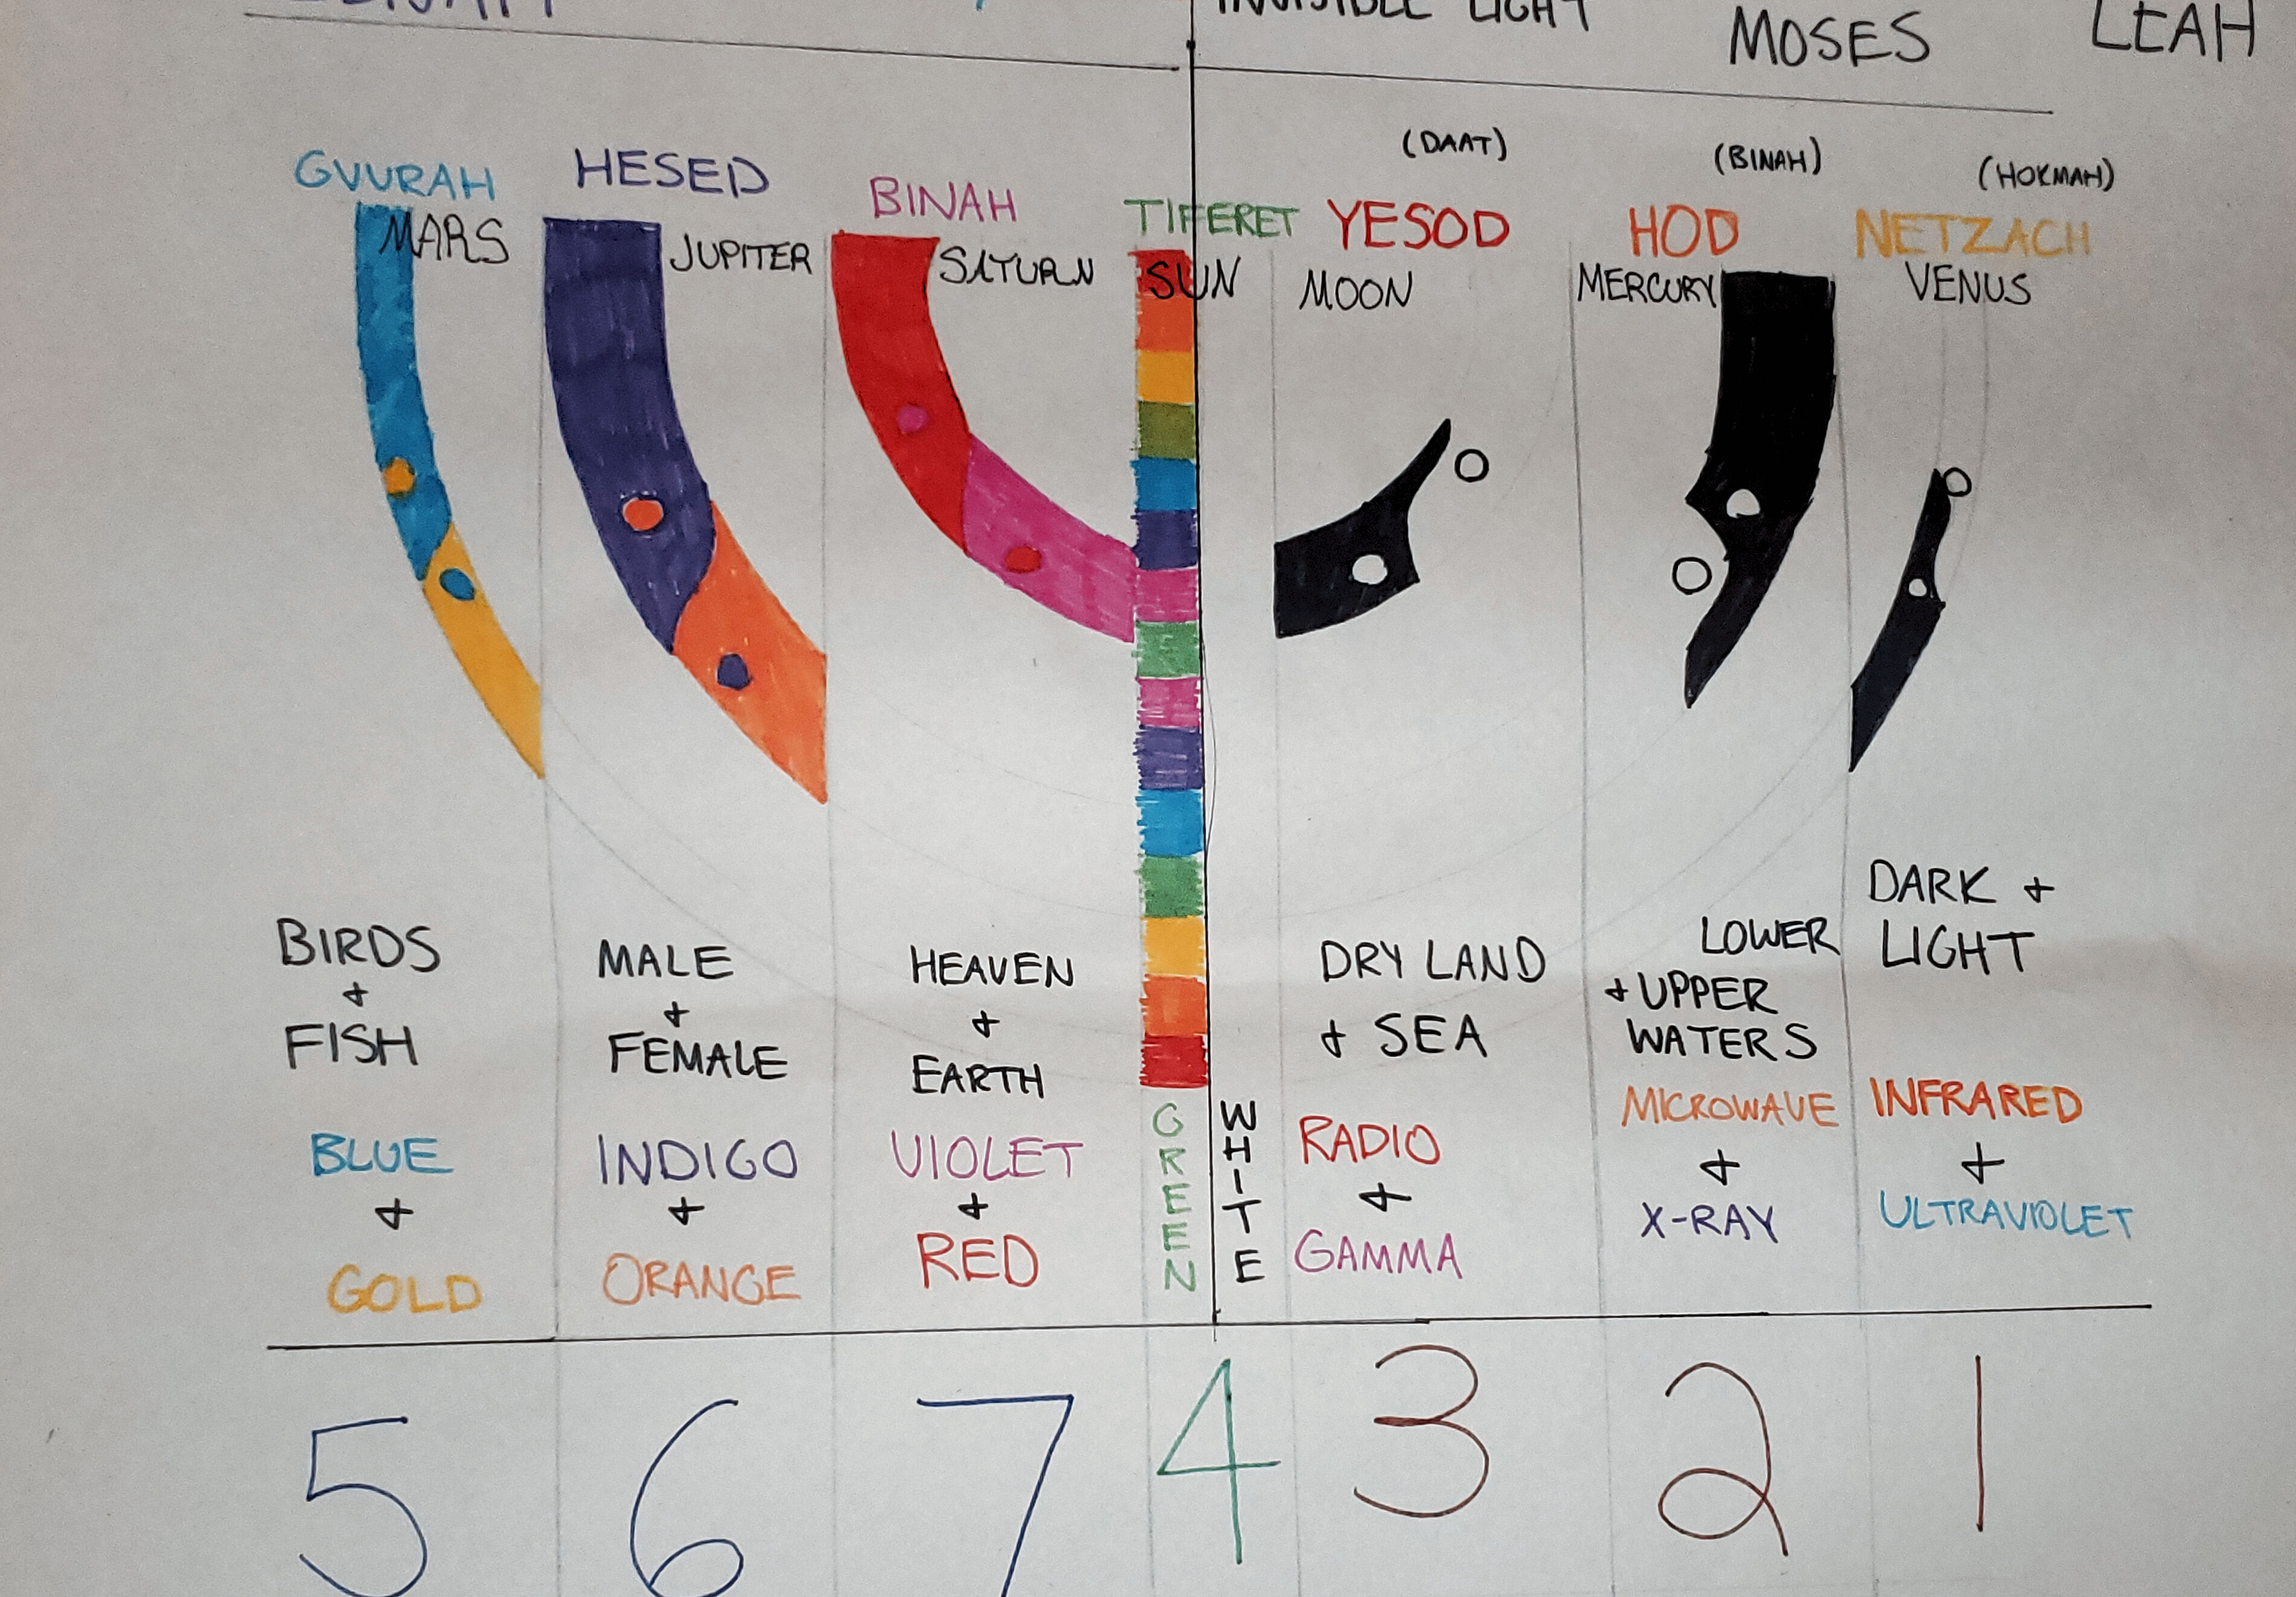 INVISIBLE LIGHT
MOSES
LEAH
(DAAT)
(BINAH)
(HOKMAH)
GVURAH
HESED
BINAH
TIFERET
YESOD
HOD
NETZACH
MARS
JUPITER
SATURN
SUN
MOON
MERCURY
VENUS
BIRDS
+
FISH
MALE
+
FEMALE
HEAVEN
+
EARTH
DRY LAND
+ SEA
LOWER
+ UPPER
WATERS
DARK +
LIGHT
BLUE
+
GOLD
INDIGO
+
ORANGE
VIOLET
+
RED
GREEN
WHITE
RADIO
+
GAMMA
MICROWAVE
+
X-RAY
INFRARED
+
ULTRAVIOLET
5 6 7 4 3 2 1